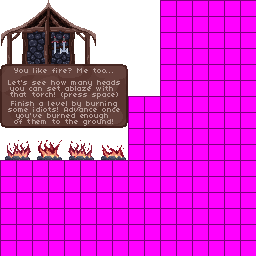 You like fire? Me too...
Let's see how many heads
you can set ablaze with
that torch! (press space)
Finish a level by burning
some idiots! Advance once
you've burned enough
of them to the ground!